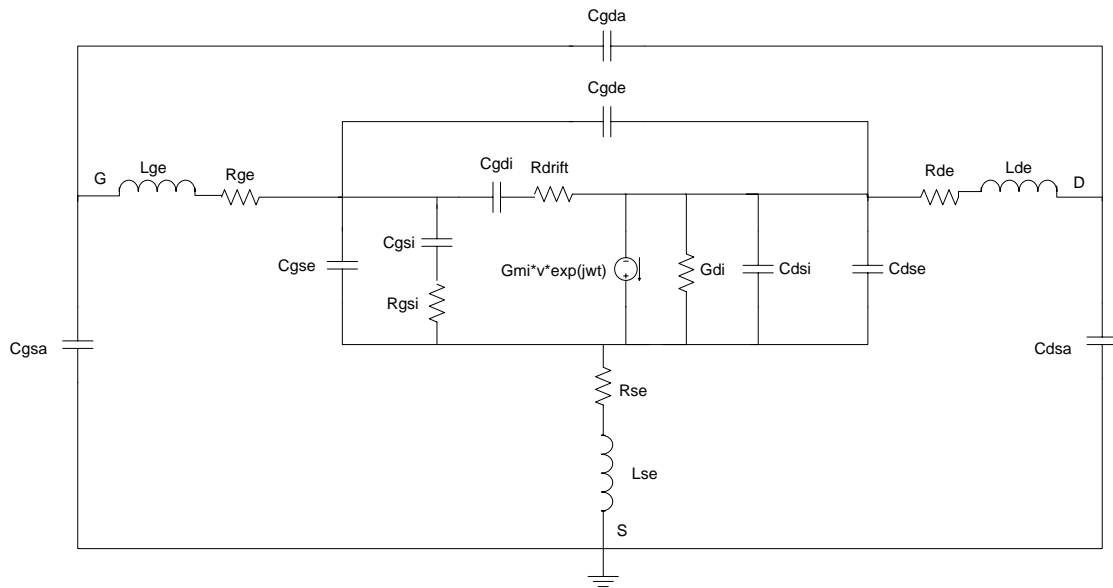 Cgda
Cgde
Lge
Cgdi
Rdrift
Rde
Lde
G
Rge
D
Cgsi
Cgse
Gmi*v*exp(jwt)
Gdi
Cdsi
Cdse
Rgsi
Cgsa
Cdsa
Rse
Lse
S